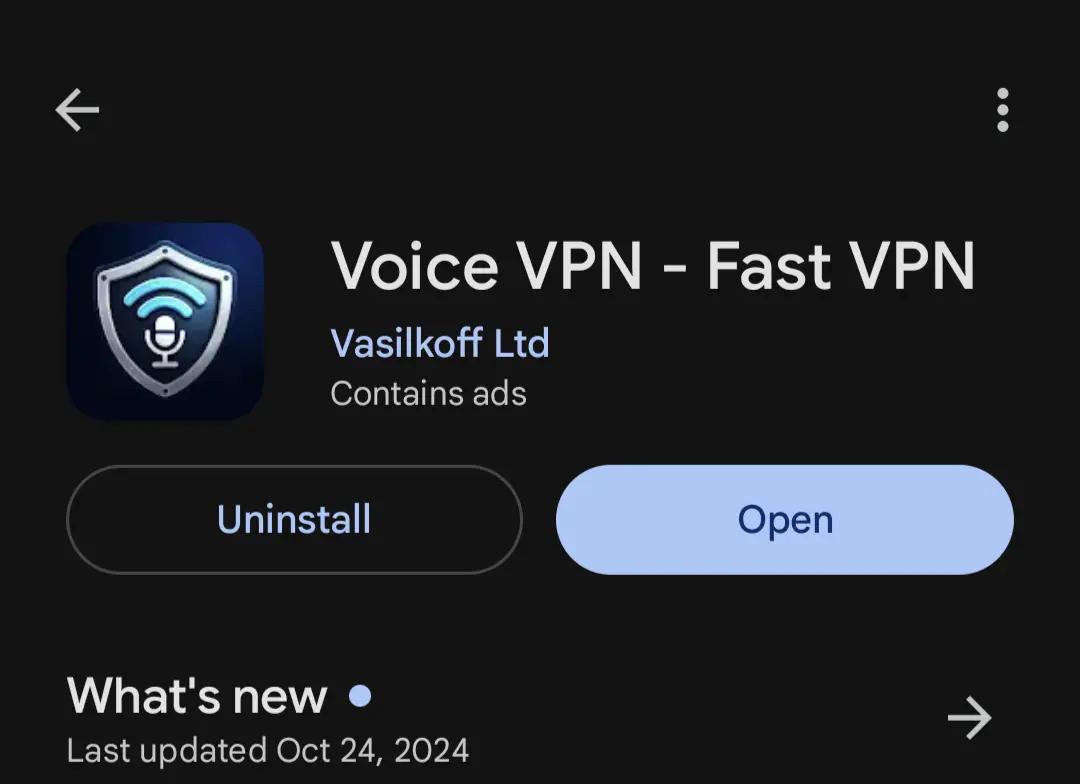 Voice VPN - Fast VPN
Vasilkoff Ltd
Contains ads
Uninstall
Open
What's new
Last updated Oct 24, 2024